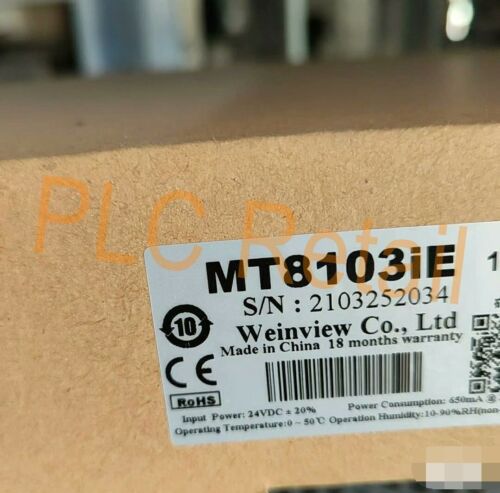 PLC Retail
MT8103iE
S/N : 2103252034
Weinview Co., Ltd
Made in China 18 months warranty
10
CE
RoHS
Input Power: 24VDC ± 20% Power Consumption: 650mA @
Operating Temperature:0 ~ 50°C Operation Humidity:10-90%RH(non-